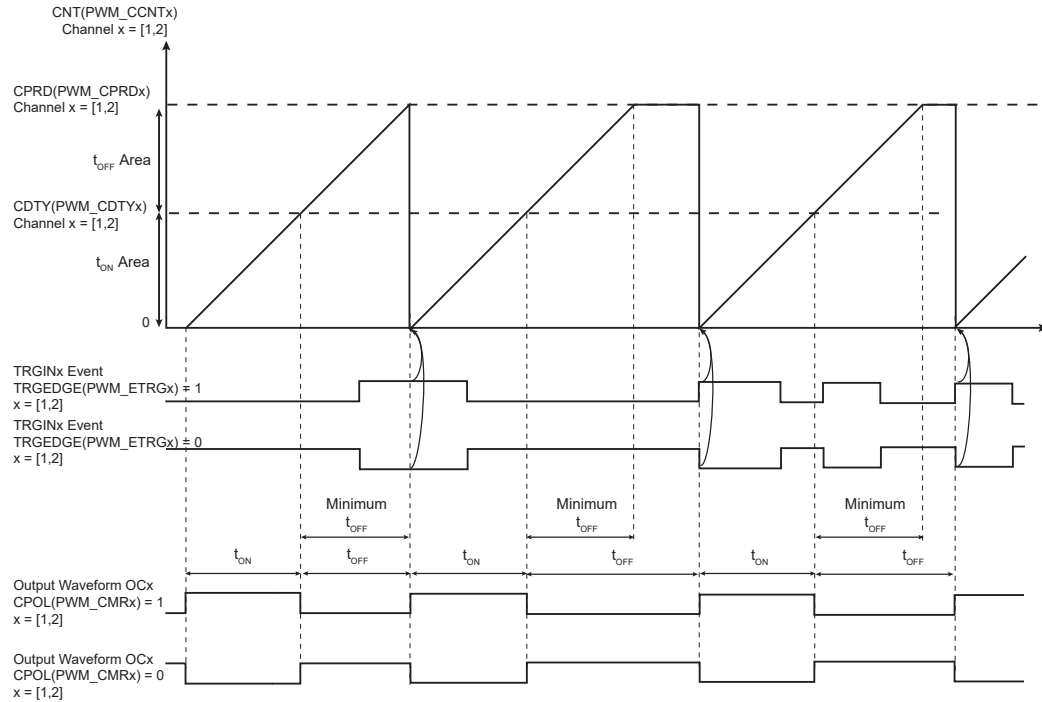 CNT(PWM_CCNTx)
Channel x = [1,2]
CPRD(PWM_CPRDx)
Channel x = [1,2]
tOFF Area
CDTY(PWM_CDTYx)
Channel x = [1,2]
tON Area
0
TRGINx Event
TRGEDGE(PWM_ETRGx) = 1
x = [1,2]
TRGINx Event
TRGEDGE(PWM_ETRGx) = 0
x = [1,2]
Minimum
tOFF
Minimum
tOFF
Minimum
tOFF
tON
tOFF
tON
tOFF
tON
tOFF
Output Waveform OCx
CPOL(PWM_CMRx) = 1
x = [1,2]
Output Waveform OCx
CPOL(PWM_CMRx) = 0
x = [1,2]